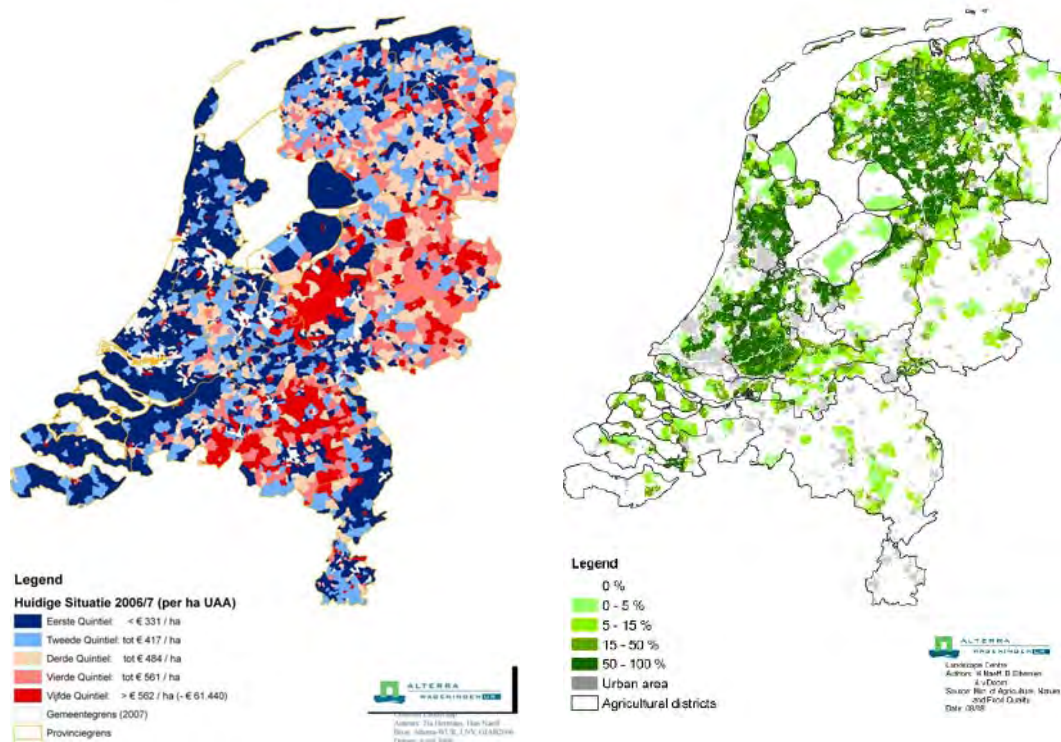 Legend
Huidige Situatie 2006/7 (per ha UAA)
Eerste Quintiel: < € 331 / ha
Tweede Quintiel: tot € 417 / ha
Derde Quintiel: tot € 484 / ha
Vierde Quintiel: tot € 561 / ha
Vijfde Quintiel: > € 562 / ha (- € 61.440)
Gemeentegrens (2007)
Provinciegrens
ALTERRA
WAGENINGEN UR
Legend
0 %
0 - 5 %
5 - 15 %
15 - 50 %
50 - 100 %
Urban area
Agricultural districts
ALTERRA
WAGENINGEN UR
Landscape Centre
Authors:
Source: Min. of Agriculture, Nature
and Food Quality
Date: